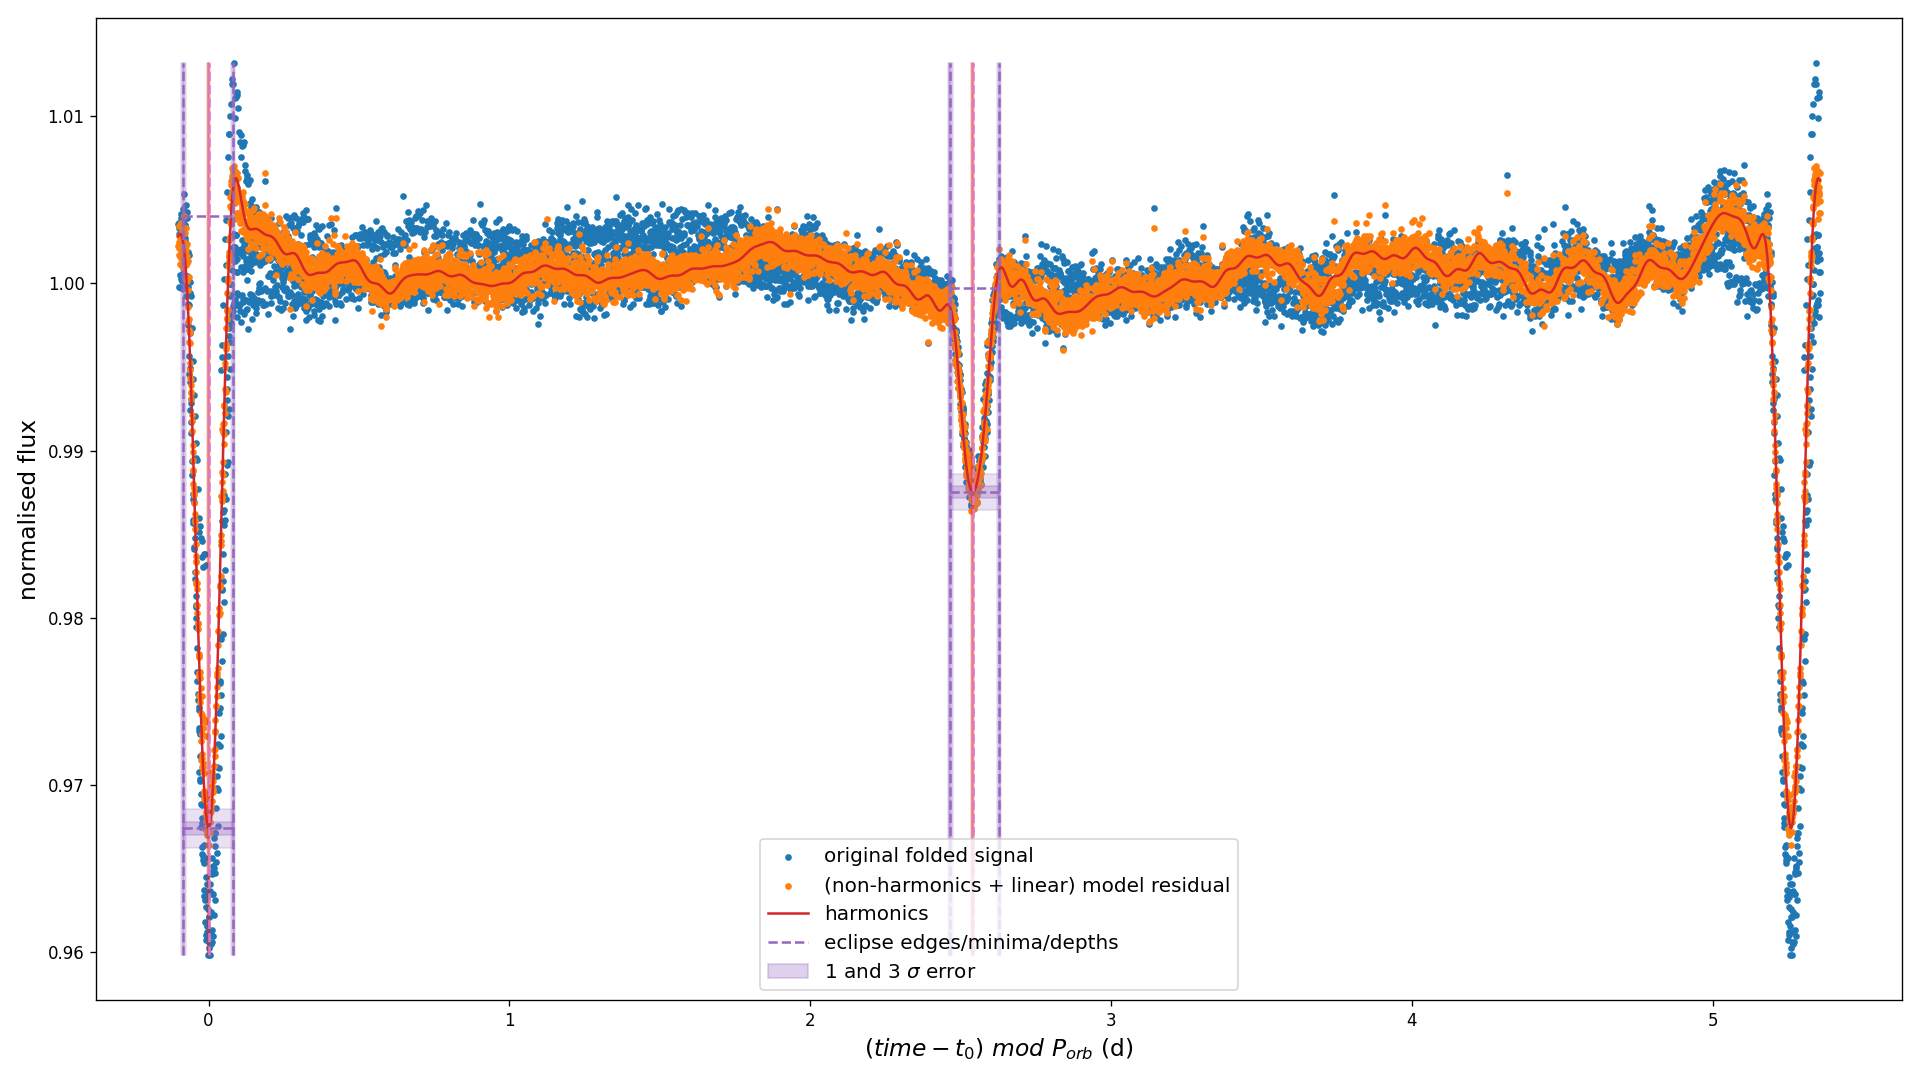 normalised flux
1.01
1.00
0.99
0.98
0.97
0.96
original folded signal
(non-harmonics + linear) model residual
harmonics
eclipse edges/minima/depths
1 and 3 σ error
0 1 2 3 4 5
(time − t₀) mod Pₒᵣb (d)